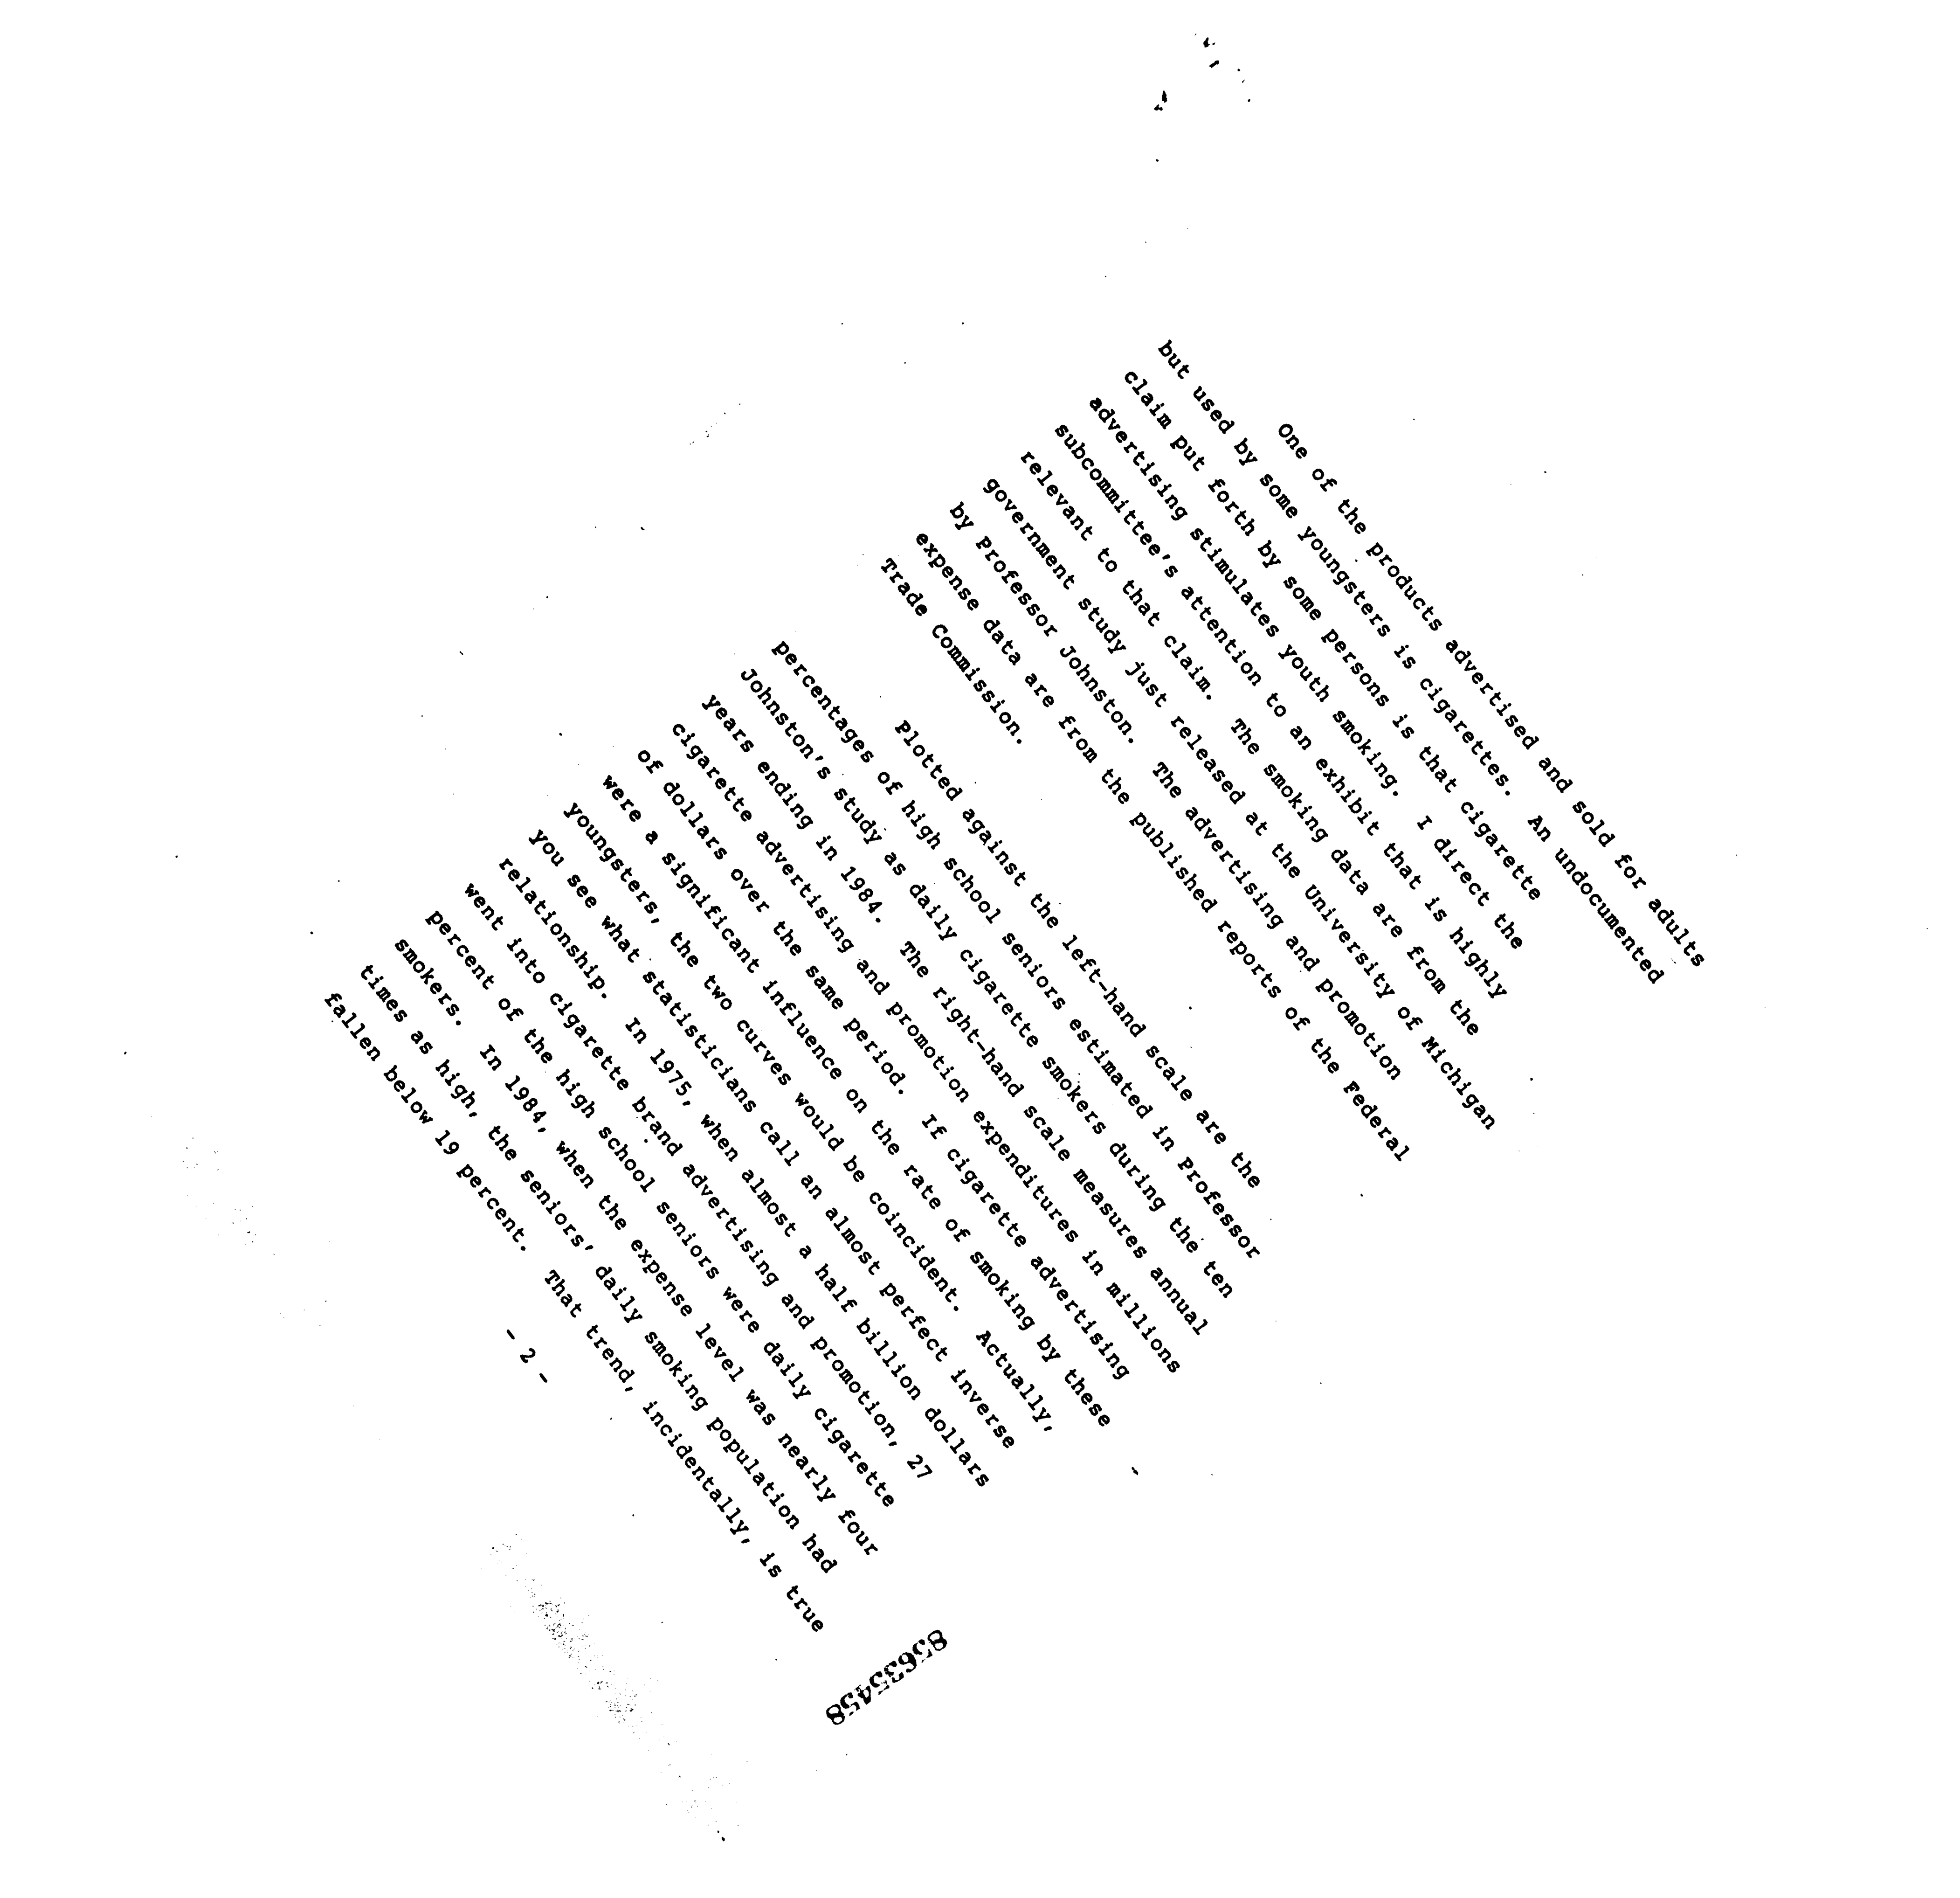 One of the products advertised and sold for adults
but used by some youngsters is cigarettes. An undocumented
claim put forth by some persons is that cigarette
advertising stimulates youth smoking. I direct the
subcommittee's attention to an exhibit that is highly
relevant to that claim. The smoking data are from the
government study just released at the University of Michigan
by Professor Johnston. The advertising and promotion
expense data are from the published reports of the Federal
Trade Commission.
Plotted against the left-hand scale are the
percentages of high school seniors estimated in Professor
Johnston's study as daily cigarette smokers during the ten
years ending in 1984. The right-hand scale measures annual
cigarette advertising and promotion expenditures in millions
of dollars over the same period. If cigarette advertising
were a significant influence on the rate of smoking by these
youngsters, the two curves would be coincident. Actually,
you see what statisticians call an almost perfect inverse
relationship. In 1975, when almost a half billion dollars
went into cigarette brand advertising and promotion, 27
percent of the high school seniors were daily cigarette
smokers. In 1984, when the expense level was nearly four
times as high, the seniors' daily smoking population had
fallen below 19 percent. That trend, incidentally, is true
- 2 -